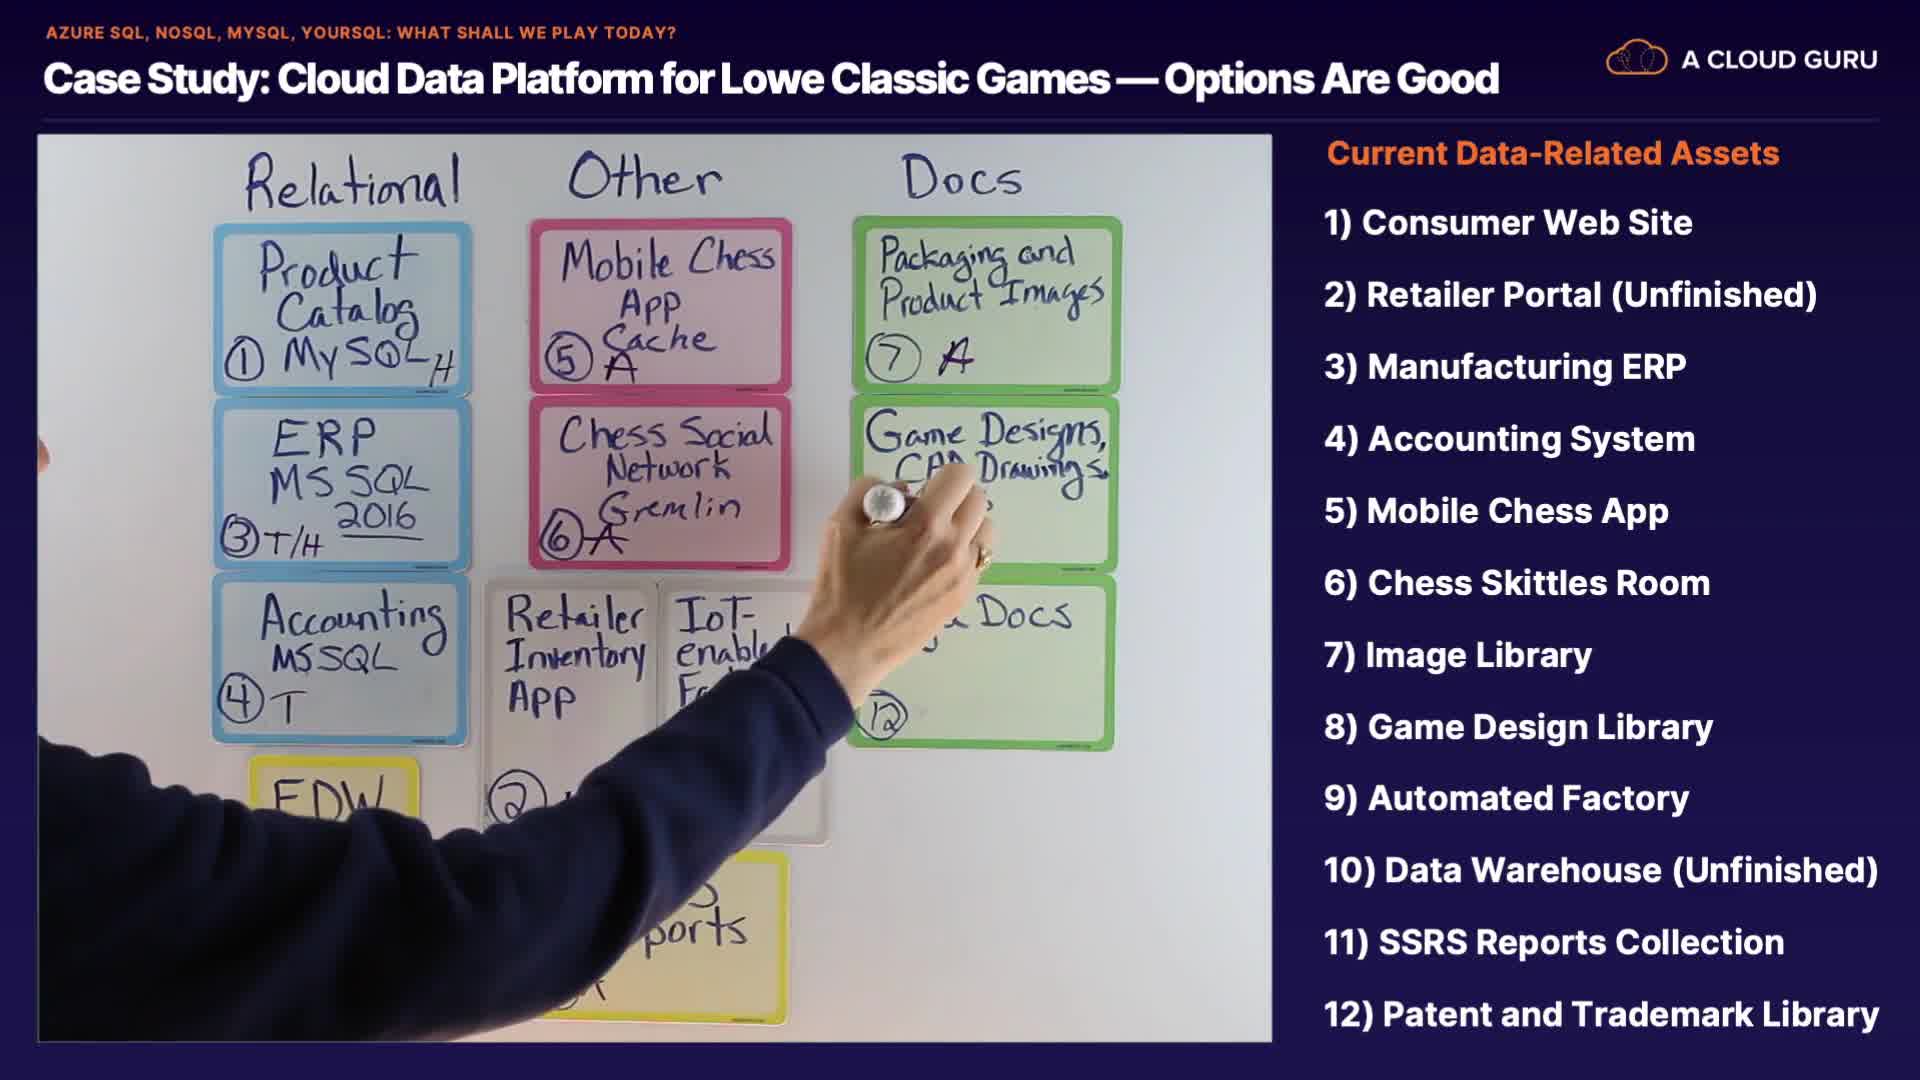 AZURE SQL, NOSQL, MYSQL, YOURSQL: WHAT SHALL WE PLAY TODAY?
Case Study: Cloud Data Platform for Lowe Classic Games — Options Are Good
A CLOUD GURU
Relational
Product
Catalog
1 MySQL H
ERP
MS SQL
2016
3 T/H
Accounting
MSSQL
4 T
EDW
Other
Mobile Chess
App
Cache
5 A
Chess Social
Network
Gremlin
6 A
Retailer
Inventory
App
2
IoT-
Docs
Packaging and
Product Images
7 A
Game Designs,
CAD Drawings
Docs
12
Current Data-Related Assets
1) Consumer Web Site
2) Retailer Portal (Unfinished)
3) Manufacturing ERP
4) Accounting System
5) Mobile Chess App
6) Chess Skittles Room
7) Image Library
8) Game Design Library
9) Automated Factory
10) Data Warehouse (Unfinished)
11) SSRS Reports Collection
12) Patent and Trademark Library